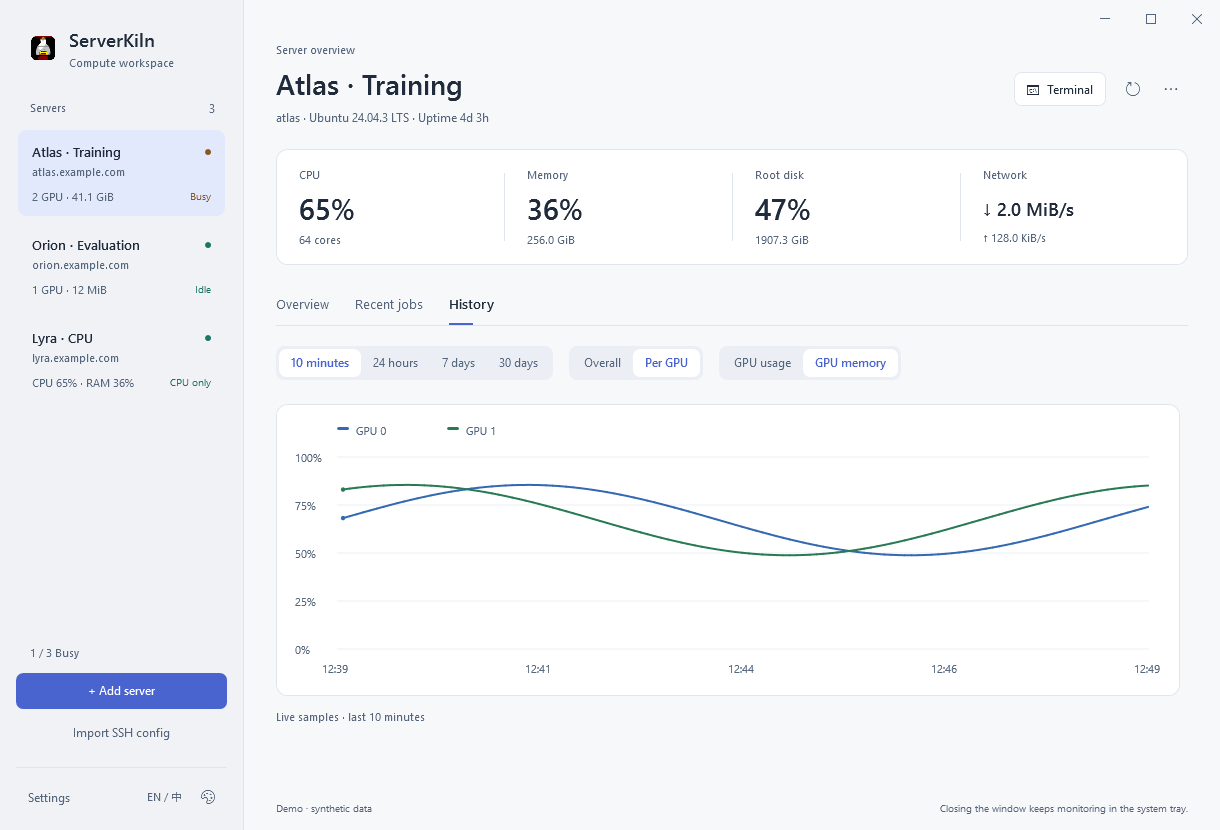 ServerKiln
Compute workspace
Servers 3
Atlas · Training
atlas.example.com
2 GPU · 41.1 GiB Busy
Orion · Evaluation
orion.example.com
1 GPU · 12 MiB Idle
Lyra · CPU
lyra.example.com
CPU 65% · RAM 36% CPU only
1 / 3 Busy
+ Add server
Import SSH config
Settings EN / 中
Server overview
Atlas · Training
atlas · Ubuntu 24.04.3 LTS · Uptime 4d 3h
Terminal
CPU
65%
64 cores
Memory
36%
256.0 GiB
Root disk
47%
1907.3 GiB
Network
↓ 2.0 MiB/s
↑ 128.0 KiB/s
Overview Recent jobs History
10 minutes 24 hours 7 days 30 days Overall Per GPU GPU usage GPU memory
GPU 0 GPU 1
100%
75%
50%
25%
0%
12:39 12:41 12:44 12:46 12:49
Live samples · last 10 minutes
Demo · synthetic data
Closing the window keeps monitoring in the system tray.